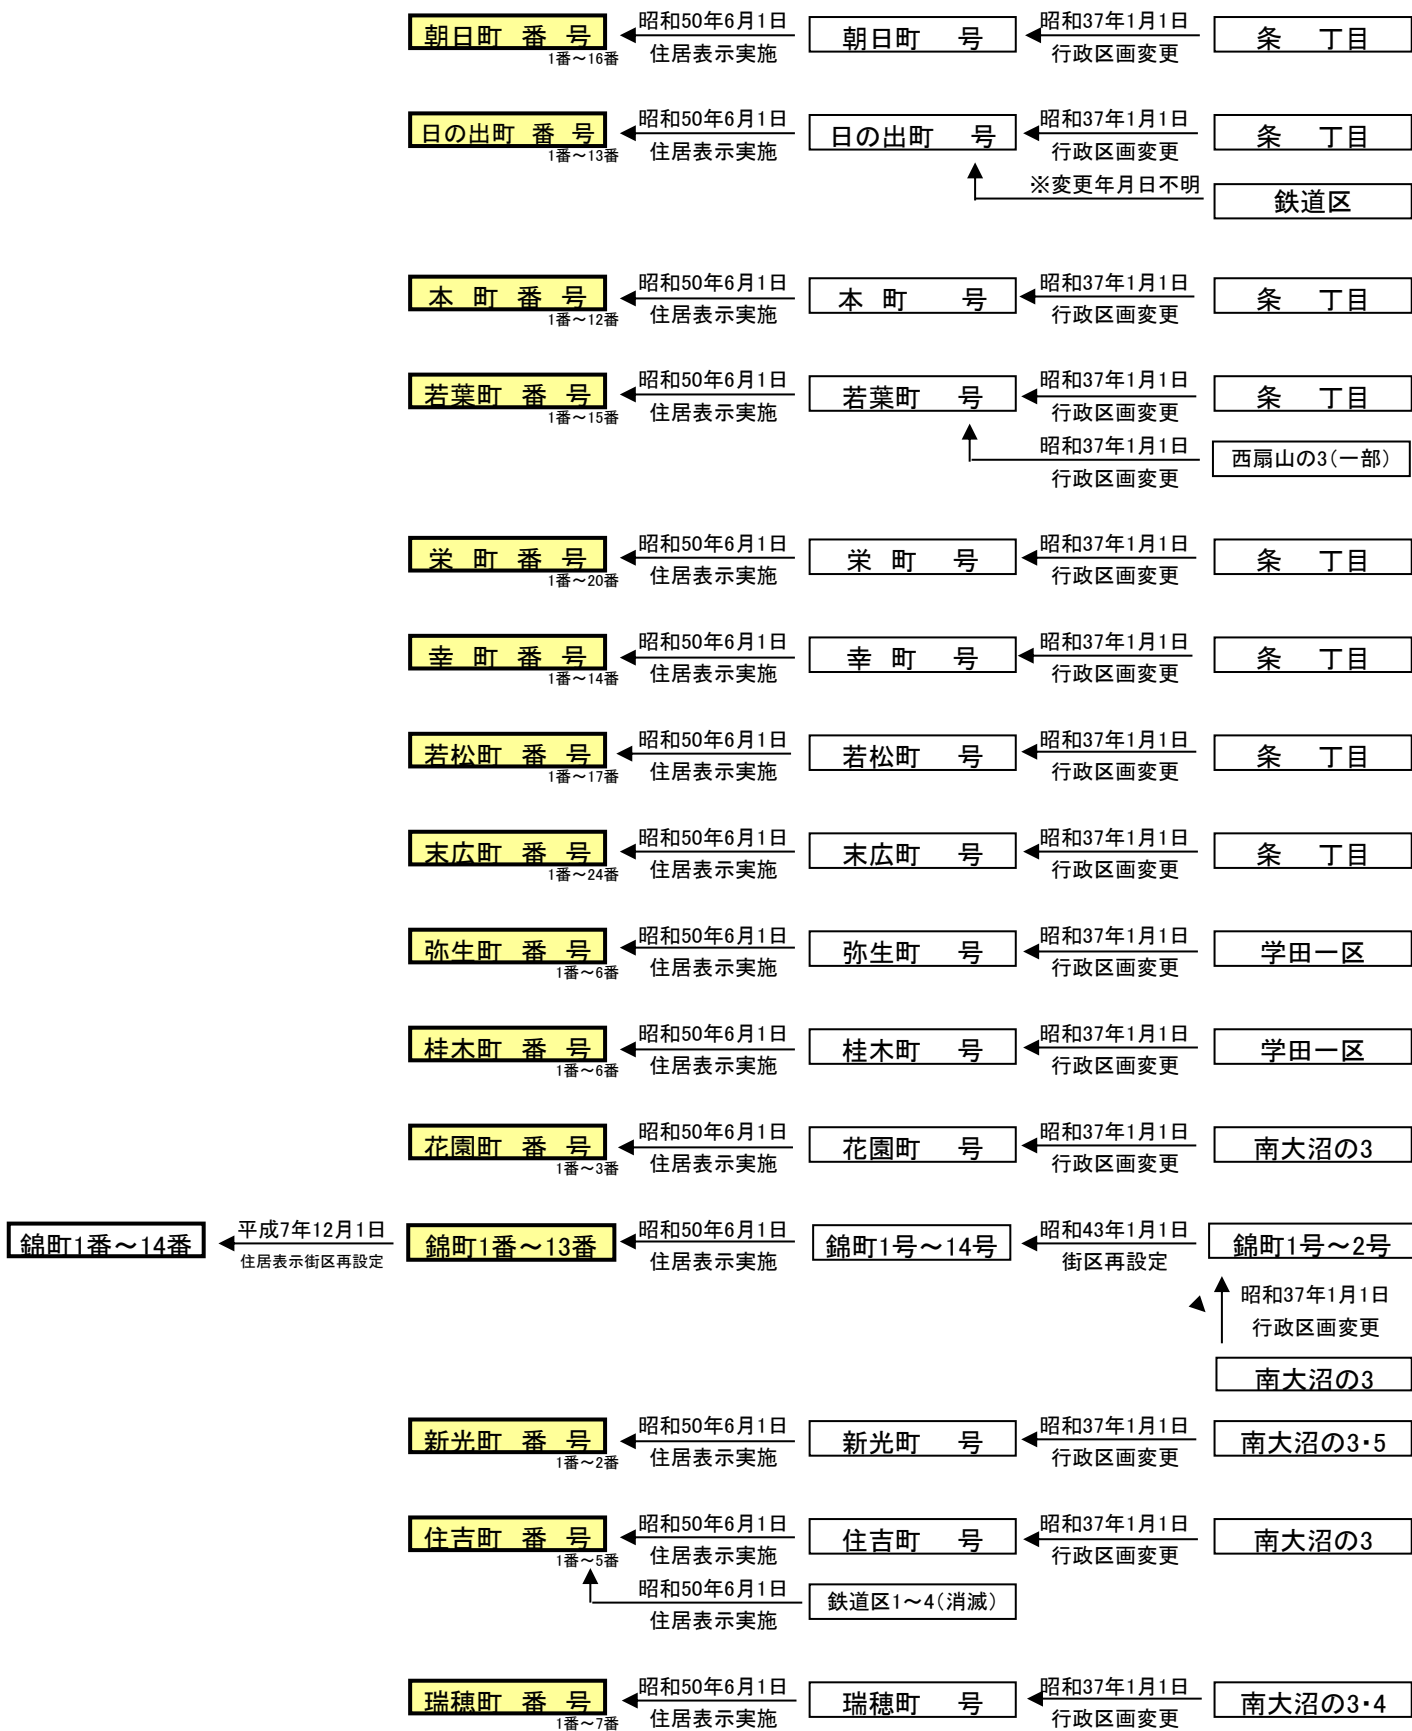 朝日町 番 号 昭和50年6月1日 朝日町 号 昭和37年1月1日 条 丁目
1番～16番 住居表示実施 行政区画変更
日の出町 番 号 昭和50年6月1日 日の出町 号 昭和37年1月1日 条 丁目
1番～13番 住居表示実施 行政区画変更
※変更年月日不明 鉄道区
本 町 番 号 昭和50年6月1日 本 町 号 昭和37年1月1日 条 丁目
1番～12番 住居表示実施 行政区画変更
若葉町 番 号 昭和50年6月1日 若葉町 号 昭和37年1月1日 条 丁目
1番～15番 住居表示実施 行政区画変更
昭和37年1月1日 西扇山の3（一部）
行政区画変更
栄 町 番 号 昭和50年6月1日 栄 町 号 昭和37年1月1日 条 丁目
1番～20番 住居表示実施 行政区画変更
幸 町 番 号 昭和50年6月1日 幸 町 号 昭和37年1月1日 条 丁目
1番～14番 住居表示実施 行政区画変更
若松町 番 号 昭和50年6月1日 若松町 号 昭和37年1月1日 条 丁目
1番～17番 住居表示実施 行政区画変更
末広町 番 号 昭和50年6月1日 末広町 号 昭和37年1月1日 条 丁目
1番～24番 住居表示実施 行政区画変更
弥生町 番 号 昭和50年6月1日 弥生町 号 昭和37年1月1日 学田一区
1番～6番 住居表示実施 行政区画変更
桂木町 番 号 昭和50年6月1日 桂木町 号 昭和37年1月1日 学田一区
1番～6番 住居表示実施 行政区画変更
花園町 番 号 昭和50年6月1日 花園町 号 昭和37年1月1日 南大沼の3
1番～3番 住居表示実施 行政区画変更
錦町1番～14番 平成7年12月1日 錦町1番～13番 昭和50年6月1日 錦町1号～14号 昭和43年1月1日 錦町1号～2号
住居表示街区再設定 住居表示実施 街区再設定
昭和37年1月1日
行政区画変更
南大沼の3
新光町 番 号 昭和50年6月1日 新光町 号 昭和37年1月1日 南大沼の3・5
1番～2番 住居表示実施 行政区画変更
住吉町 番 号 昭和50年6月1日 住吉町 号 昭和37年1月1日 南大沼の3
1番～5番 住居表示実施 行政区画変更
昭和50年6月1日 鉄道区1～4（消滅）
住居表示実施
瑞穂町 番 号 昭和50年6月1日 瑞穂町 号 昭和37年1月1日 南大沼の3・4
1番～7番 住居表示実施 行政区画変更